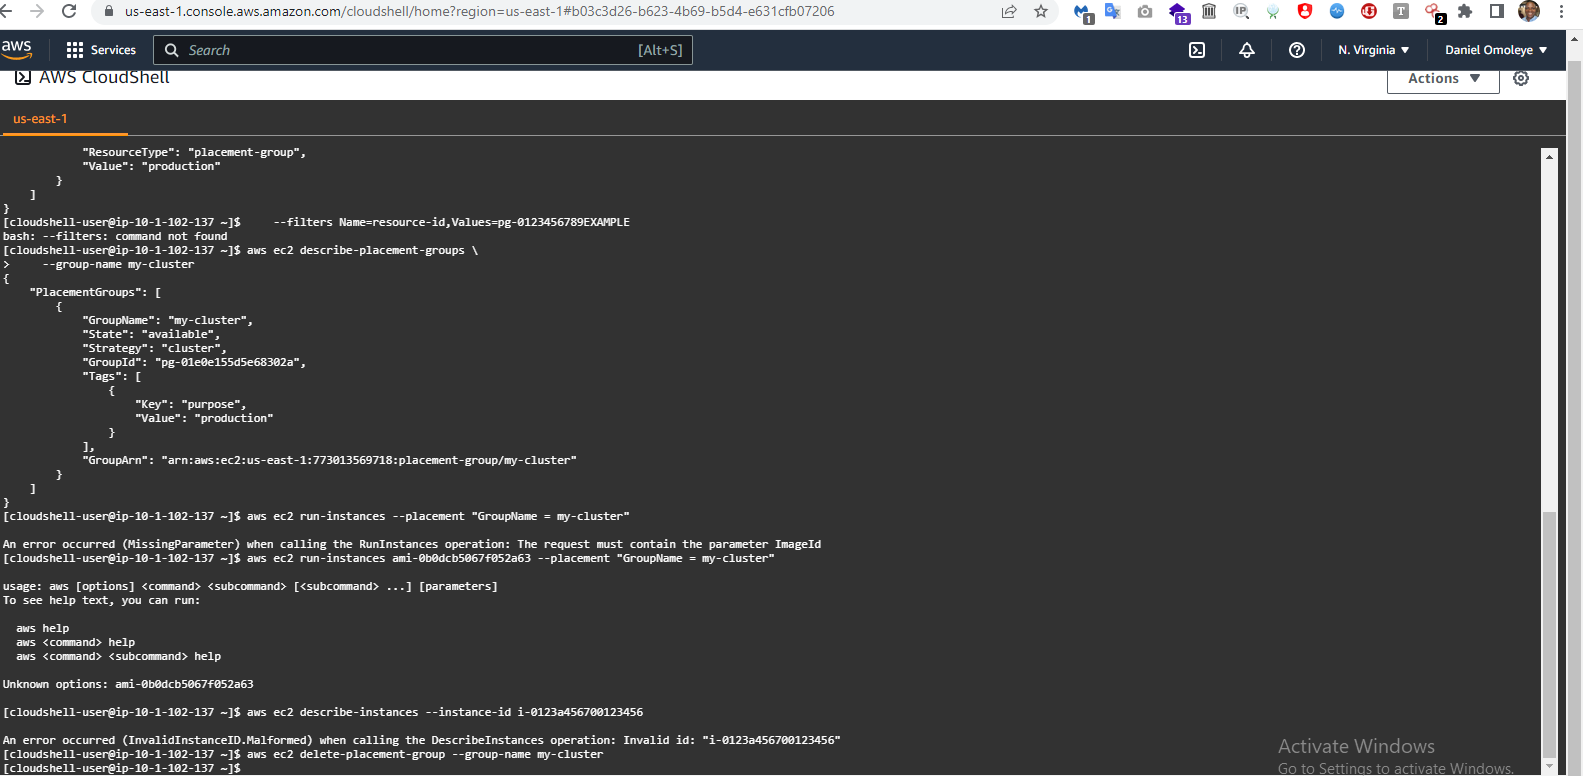 us-east-1.console.aws.amazon.com/cloudshell/home?region=us-east-1#b03c3d26-b623-4b69-b5d4-e631cfb07206
1
13
IP
T
2
aws
Services
Search
[Alt+S]
N. Virginia
Daniel Omoleye
AWS CloudShell
Actions
us-east-1
            "ResourceType": "placement-group",
            "Value": "production"
        }
    ]
}
[cloudshell-user@ip-10-1-102-137 ~]$     --filters Name=resource-id,Values=pg-0123456789EXAMPLE
bash: --filters: command not found
[cloudshell-user@ip-10-1-102-137 ~]$ aws ec2 describe-placement-groups \
>     --group-name my-cluster
{
    "PlacementGroups": [
        {
            "GroupName": "my-cluster",
            "State": "available",
            "Strategy": "cluster",
            "GroupId": "pg-01e0e155d5e68302a",
            "Tags": [
                {
                    "Key": "purpose",
                    "Value": "production"
                }
            ],
            "GroupArn": "arn:aws:ec2:us-east-1:773013569718:placement-group/my-cluster"
        }
    ]
}
[cloudshell-user@ip-10-1-102-137 ~]$ aws ec2 run-instances --placement "GroupName = my-cluster"
An error occurred (MissingParameter) when calling the RunInstances operation: The request must contain the parameter ImageId
[cloudshell-user@ip-10-1-102-137 ~]$ aws ec2 run-instances ami-0b0dcb5067f052a63 --placement "GroupName = my-cluster"
usage: aws [options] <command> <subcommand> [<subcommand> ...] [parameters]
To see help text, you can run:
  aws help
  aws <command> help
  aws <command> <subcommand> help
Unknown options: ami-0b0dcb5067f052a63
[cloudshell-user@ip-10-1-102-137 ~]$ aws ec2 describe-instances --instance-id i-0123a456700123456
An error occurred (InvalidInstanceID.Malformed) when calling the DescribeInstances operation: Invalid id: "i-0123a456700123456"
[cloudshell-user@ip-10-1-102-137 ~]$ aws ec2 delete-placement-group --group-name my-cluster
[cloudshell-user@ip-10-1-102-137 ~]$
Activate Windows
Go to Settings to activate Windows.